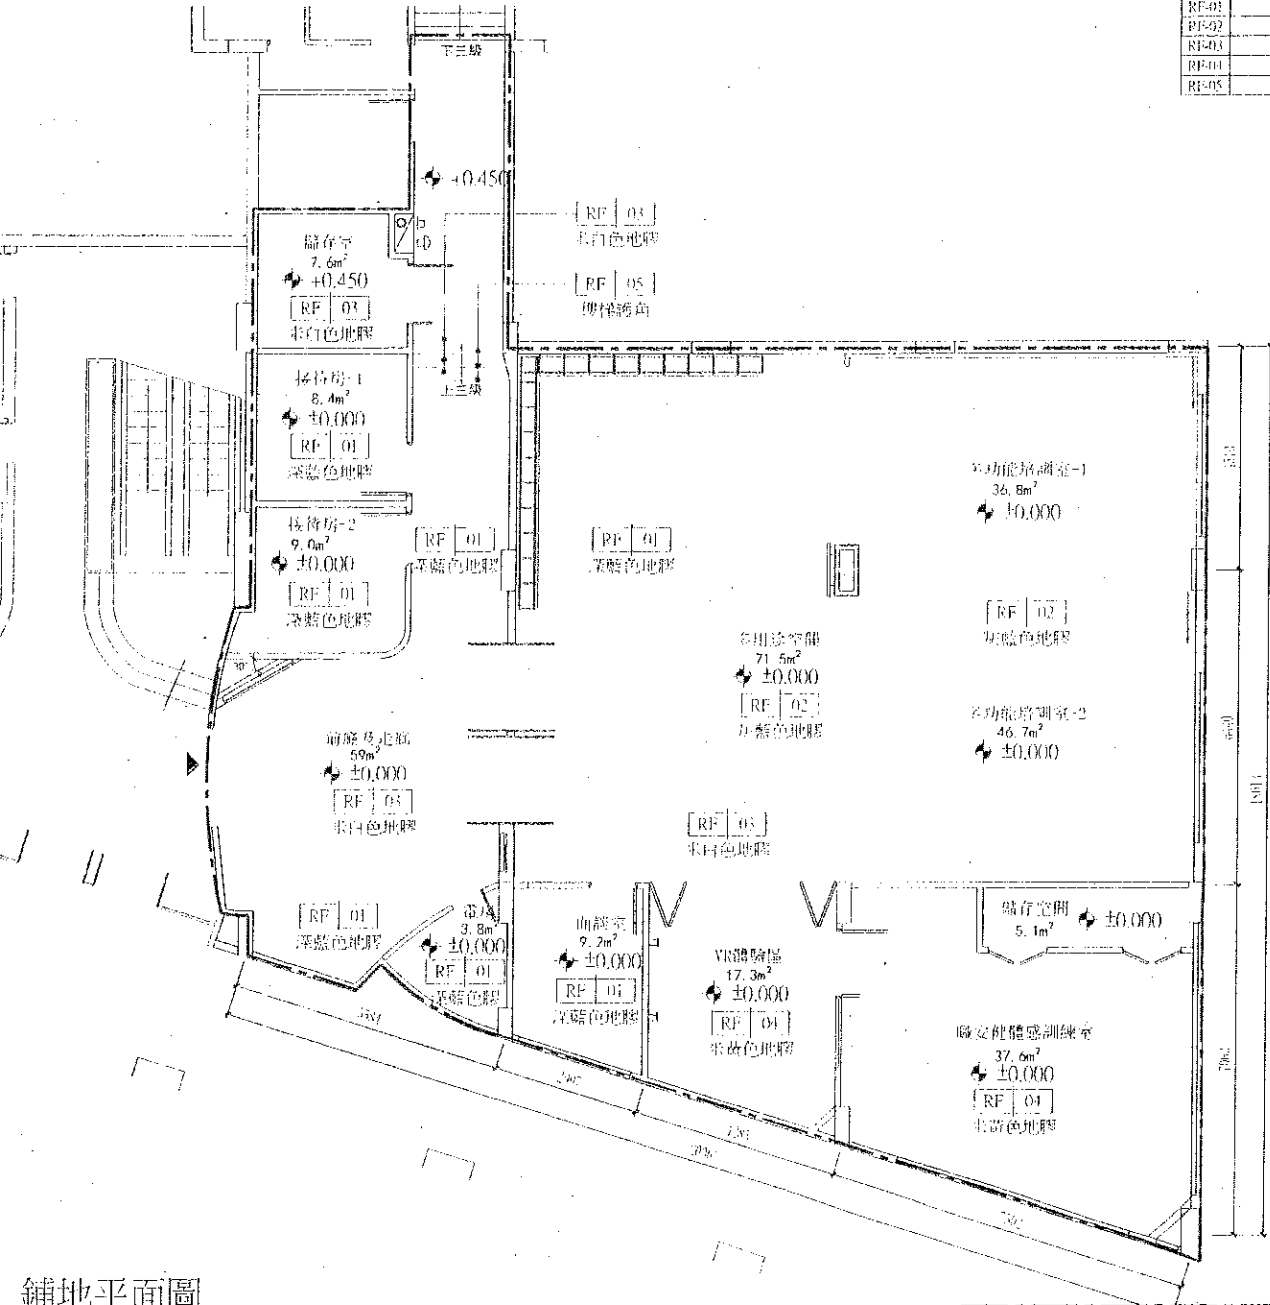 RF-01
RF-02
RF-03
RF-04
RF-05
下三級
+0.450
RF 03
米白色地膠
儲存室
7.6m²
+0.450
RF 03
米白色地膠
RF 05
樓梯護角
接待房-1
8.4m²
±0.000
RF 01
深藍色地膠
上三級
接待房-2
9.0m²
±0.000
RF 01
深藍色地膠
RF 01
深藍色地膠
RF 01
深藍色地膠
多功能培訓室-1
36.8m²
±0.000
RF 02
灰藍色地膠
多用途空間
71.5m²
±0.000
RF 02
灰藍色地膠
多功能培訓室-2
46.7m²
±0.000
前廳及走廊
59m²
±0.000
RF 03
米白色地膠
RF 03
米白色地膠
RF 01
深藍色地膠
3.8m²
±0.000
RF 01
深藍色地膠
面談室
9.2m²
±0.000
RF 01
深藍色地膠
VR體驗區
17.3m²
±0.000
RF 04
米黃色地膠
儲存空間
5.1m²
±0.000
職安健體感訓練室
37.6m²
±0.000
RF 04
米黃色地膠
鋪地平面圖